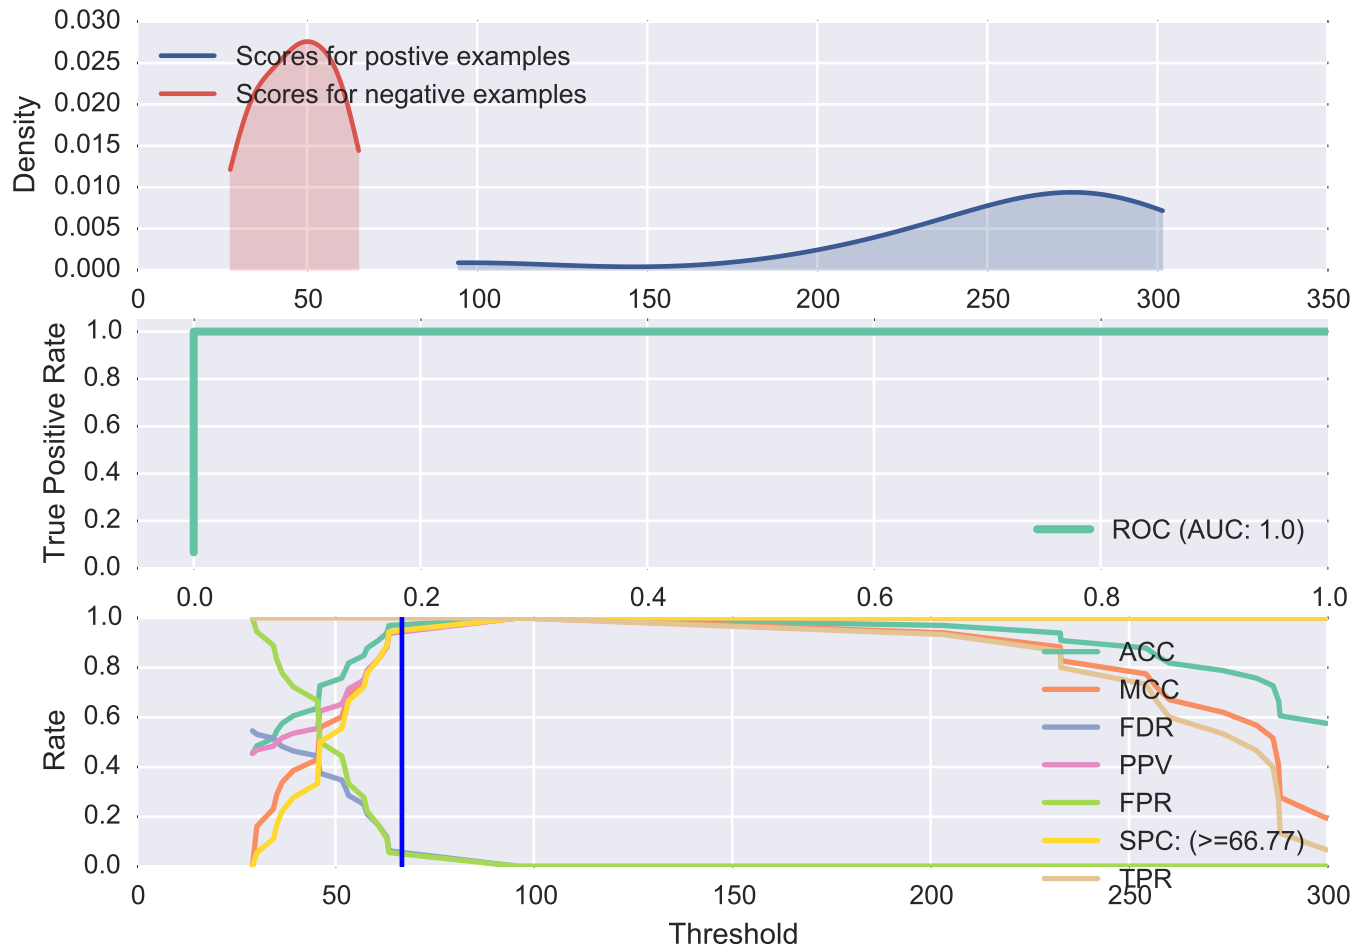 0.030
0.025
0.020
0.015
0.010
0.005
0.000
Density
Scores for postive examples
Scores for negative examples
0 50 100 150 200 250 300 350
1.0
0.8
0.6
0.4
0.2
0.0
True Positive Rate
ROC (AUC: 1.0)
0.0 0.2 0.4 0.6 0.8 1.0
1.0
0.8
0.6
0.4
0.2
0.0
Rate
ACC
MCC
FDR
PPV
FPR
SPC: (>=66.77)
TPR
0 50 100 150 200 250 300
Threshold